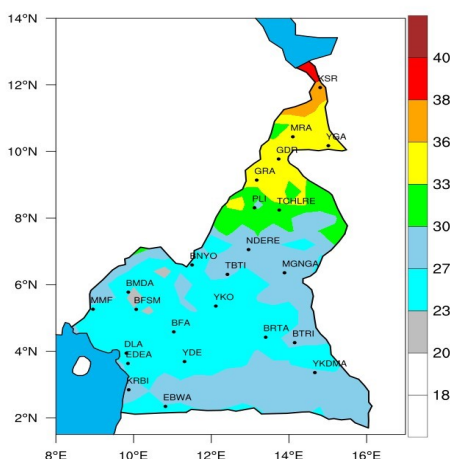 14°N
12°N
10°N
8°N
6°N
4°N
2°N
8°E
10°E
12°E
14°E
16°E
KSR
MRA
YGA
GDR
GRA
PLI
TCHLRE
NDERE
BNYO
TBTI
MGNGA
BMDA
MMF
BFSM
YKO
BFA
BRTA
BTRI
DLA
EDEA
YDE
YKDMA
KRBI
EBWA
40
38
36
33
30
27
23
20
18